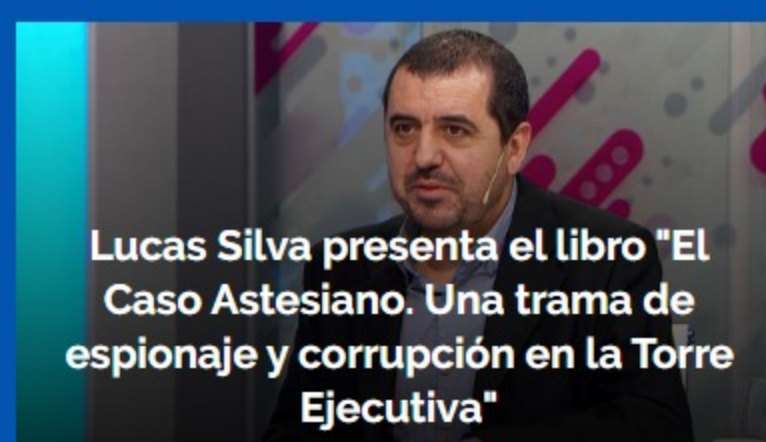 Lucas Silva presenta el libro "El
Caso Astesiano. Una trama de
espionaje y corrupción en la Torre
Ejecutiva"